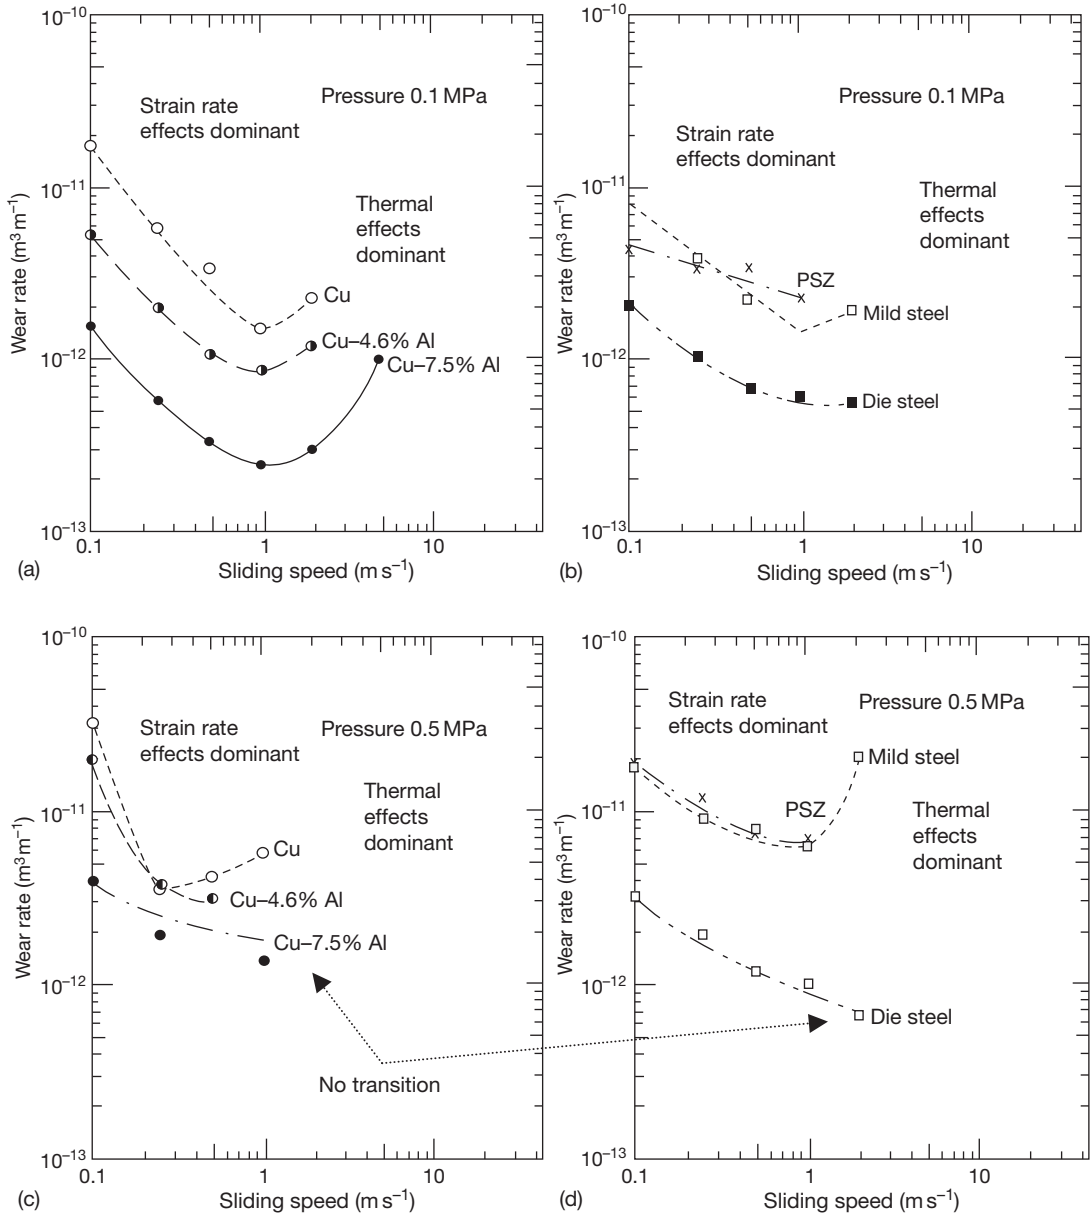 10⁻¹⁰
10⁻¹¹
10⁻¹²
10⁻¹³
Wear rate (m³ m⁻¹)
Strain rate
effects dominant
Pressure 0.1 MPa
Thermal
effects
dominant
Cu
Cu–4.6% Al
Cu–7.5% Al
0.1
1
10
(a)
Sliding speed (m s⁻¹)
10⁻¹⁰
10⁻¹¹
10⁻¹²
10⁻¹³
Wear rate (m³ m⁻¹)
Pressure 0.1 MPa
Strain rate
effects dominant
Thermal
effects
dominant
PSZ
Mild steel
Die steel
0.1
1
10
(b)
Sliding speed (m s⁻¹)
10⁻¹⁰
10⁻¹¹
10⁻¹²
10⁻¹³
Wear rate (m³ m⁻¹)
Strain rate
effects dominant
Pressure 0.5 MPa
Thermal
effects
dominant
Cu
Cu–4.6% Al
Cu–7.5% Al
No transition
0.1
1
10
(c)
Sliding speed (m s⁻¹)
10⁻¹⁰
10⁻¹¹
10⁻¹²
10⁻¹³
Wear rate (m³ m⁻¹)
Strain rate
effects dominant
Pressure 0.5 MPa
Mild steel
PSZ
Thermal
effects
dominant
Die steel
0.1
1
10
(d)
Sliding speed (m s⁻¹)